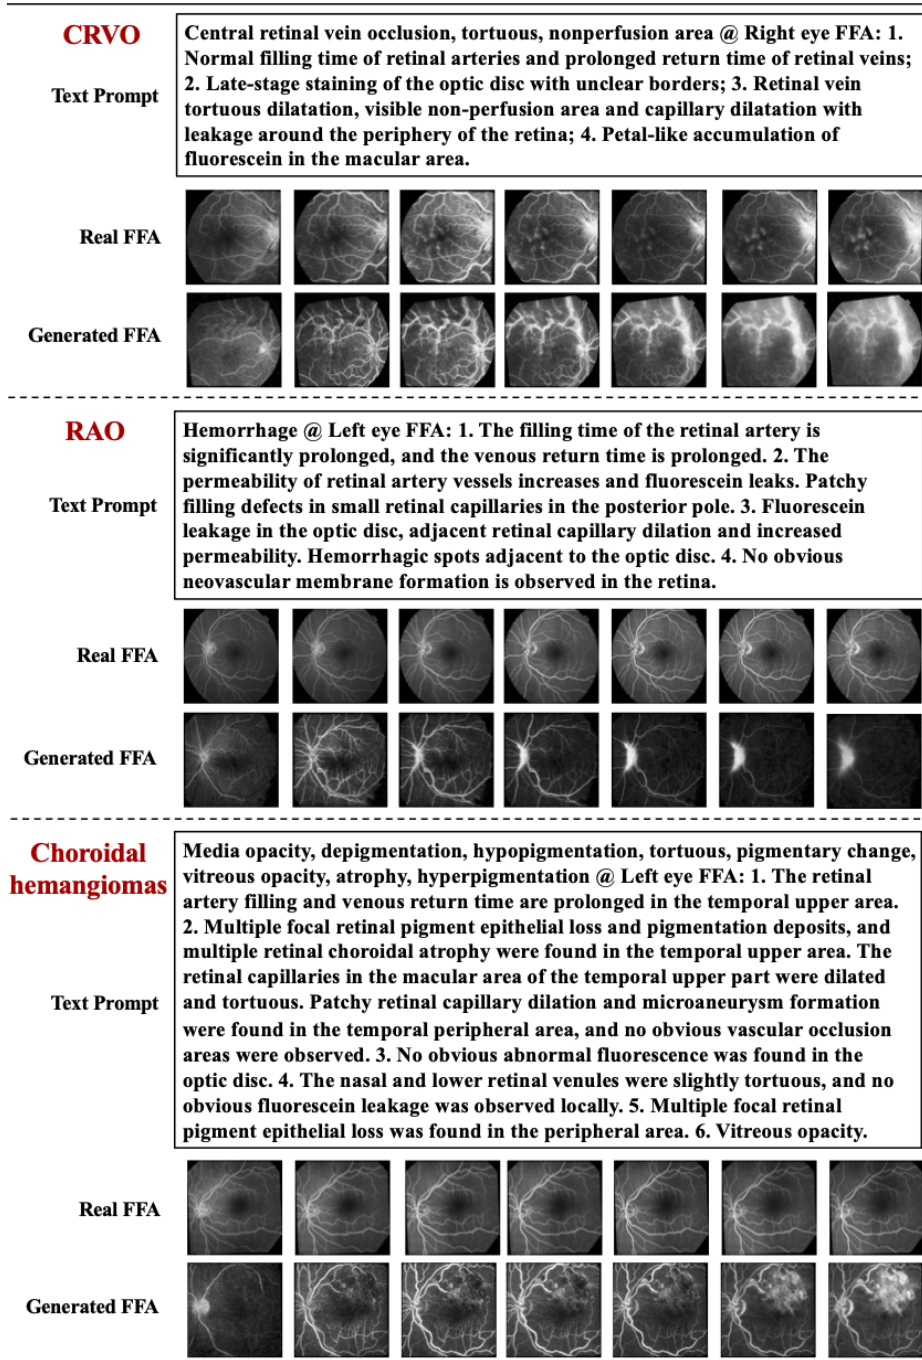 CRVO
Text Prompt
Central retinal vein occlusion, tortuous, nonperfusion area @ Right eye FFA: 1.
Normal filling time of retinal arteries and prolonged return time of retinal veins;
2. Late-stage staining of the optic disc with unclear borders; 3. Retinal vein
tortuous dilatation, visible non-perfusion area and capillary dilatation with
leakage around the periphery of the retina; 4. Petal-like accumulation of
fluorescein in the macular area.
Real FFA
Generated FFA
RAO
Text Prompt
Hemorrhage @ Left eye FFA: 1. The filling time of the retinal artery is
significantly prolonged, and the venous return time is prolonged. 2. The
permeability of retinal artery vessels increases and fluorescein leaks. Patchy
filling defects in small retinal capillaries in the posterior pole. 3. Fluorescein
leakage in the optic disc, adjacent retinal capillary dilation and increased
permeability. Hemorrhagic spots adjacent to the optic disc. 4. No obvious
neovascular membrane formation is observed in the retina.
Real FFA
Generated FFA
Choroidal
hemangiomas
Text Prompt
Media opacity, depigmentation, hypopigmentation, tortuous, pigmentary change,
vitreous opacity, atrophy, hyperpigmentation @ Left eye FFA: 1. The retinal
artery filling and venous return time are prolonged in the temporal upper area.
2. Multiple focal retinal pigment epithelial loss and pigmentation deposits, and
multiple retinal choroidal atrophy were found in the temporal upper area. The
retinal capillaries in the macular area of the temporal upper part were dilated
and tortuous. Patchy retinal capillary dilation and microaneurysm formation
were found in the temporal peripheral area, and no obvious vascular occlusion
areas were observed. 3. No obvious abnormal fluorescence was found in the
optic disc. 4. The nasal and lower retinal venules were slightly tortuous, and no
obvious fluorescein leakage was observed locally. 5. Multiple focal retinal
pigment epithelial loss was found in the peripheral area. 6. Vitreous opacity.
Real FFA
Generated FFA